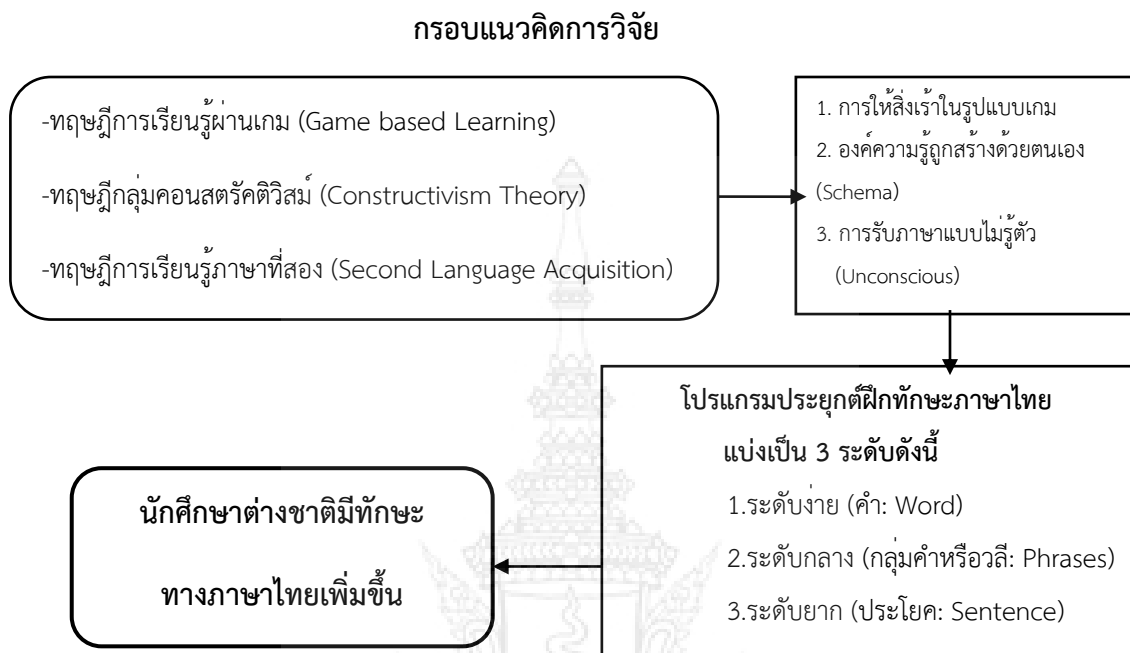 กรอบแนวคิดการวิจัย
-ทฤษฎีการเรียนรู้ผ่านเกม (Game based Learning)
-ทฤษฎีกลุ่มคอนสตรัคติวิสม์ (Constructivism Theory)
-ทฤษฎีการเรียนรู้ภาษาที่สอง (Second Language Acquisition)
1. การให้สิ่งเร้าในรูปแบบเกม
2. องค์ความรู้ถูกสร้างด้วยตนเอง
(Schema)
3. การรับภาษาแบบไม่รู้ตัว
(Unconscious)
โปรแกรมประยุกต์ฝึกทักษะภาษาไทย
แบ่งเป็น 3 ระดับดังนี้
1.ระดับง่าย (คำ: Word)
2.ระดับกลาง (กลุ่มคำหรือวลี: Phrases)
3.ระดับยาก (ประโยค: Sentence)
นักศึกษาต่างชาติมีทักษะ
ทางภาษาไทยเพิ่มขึ้น